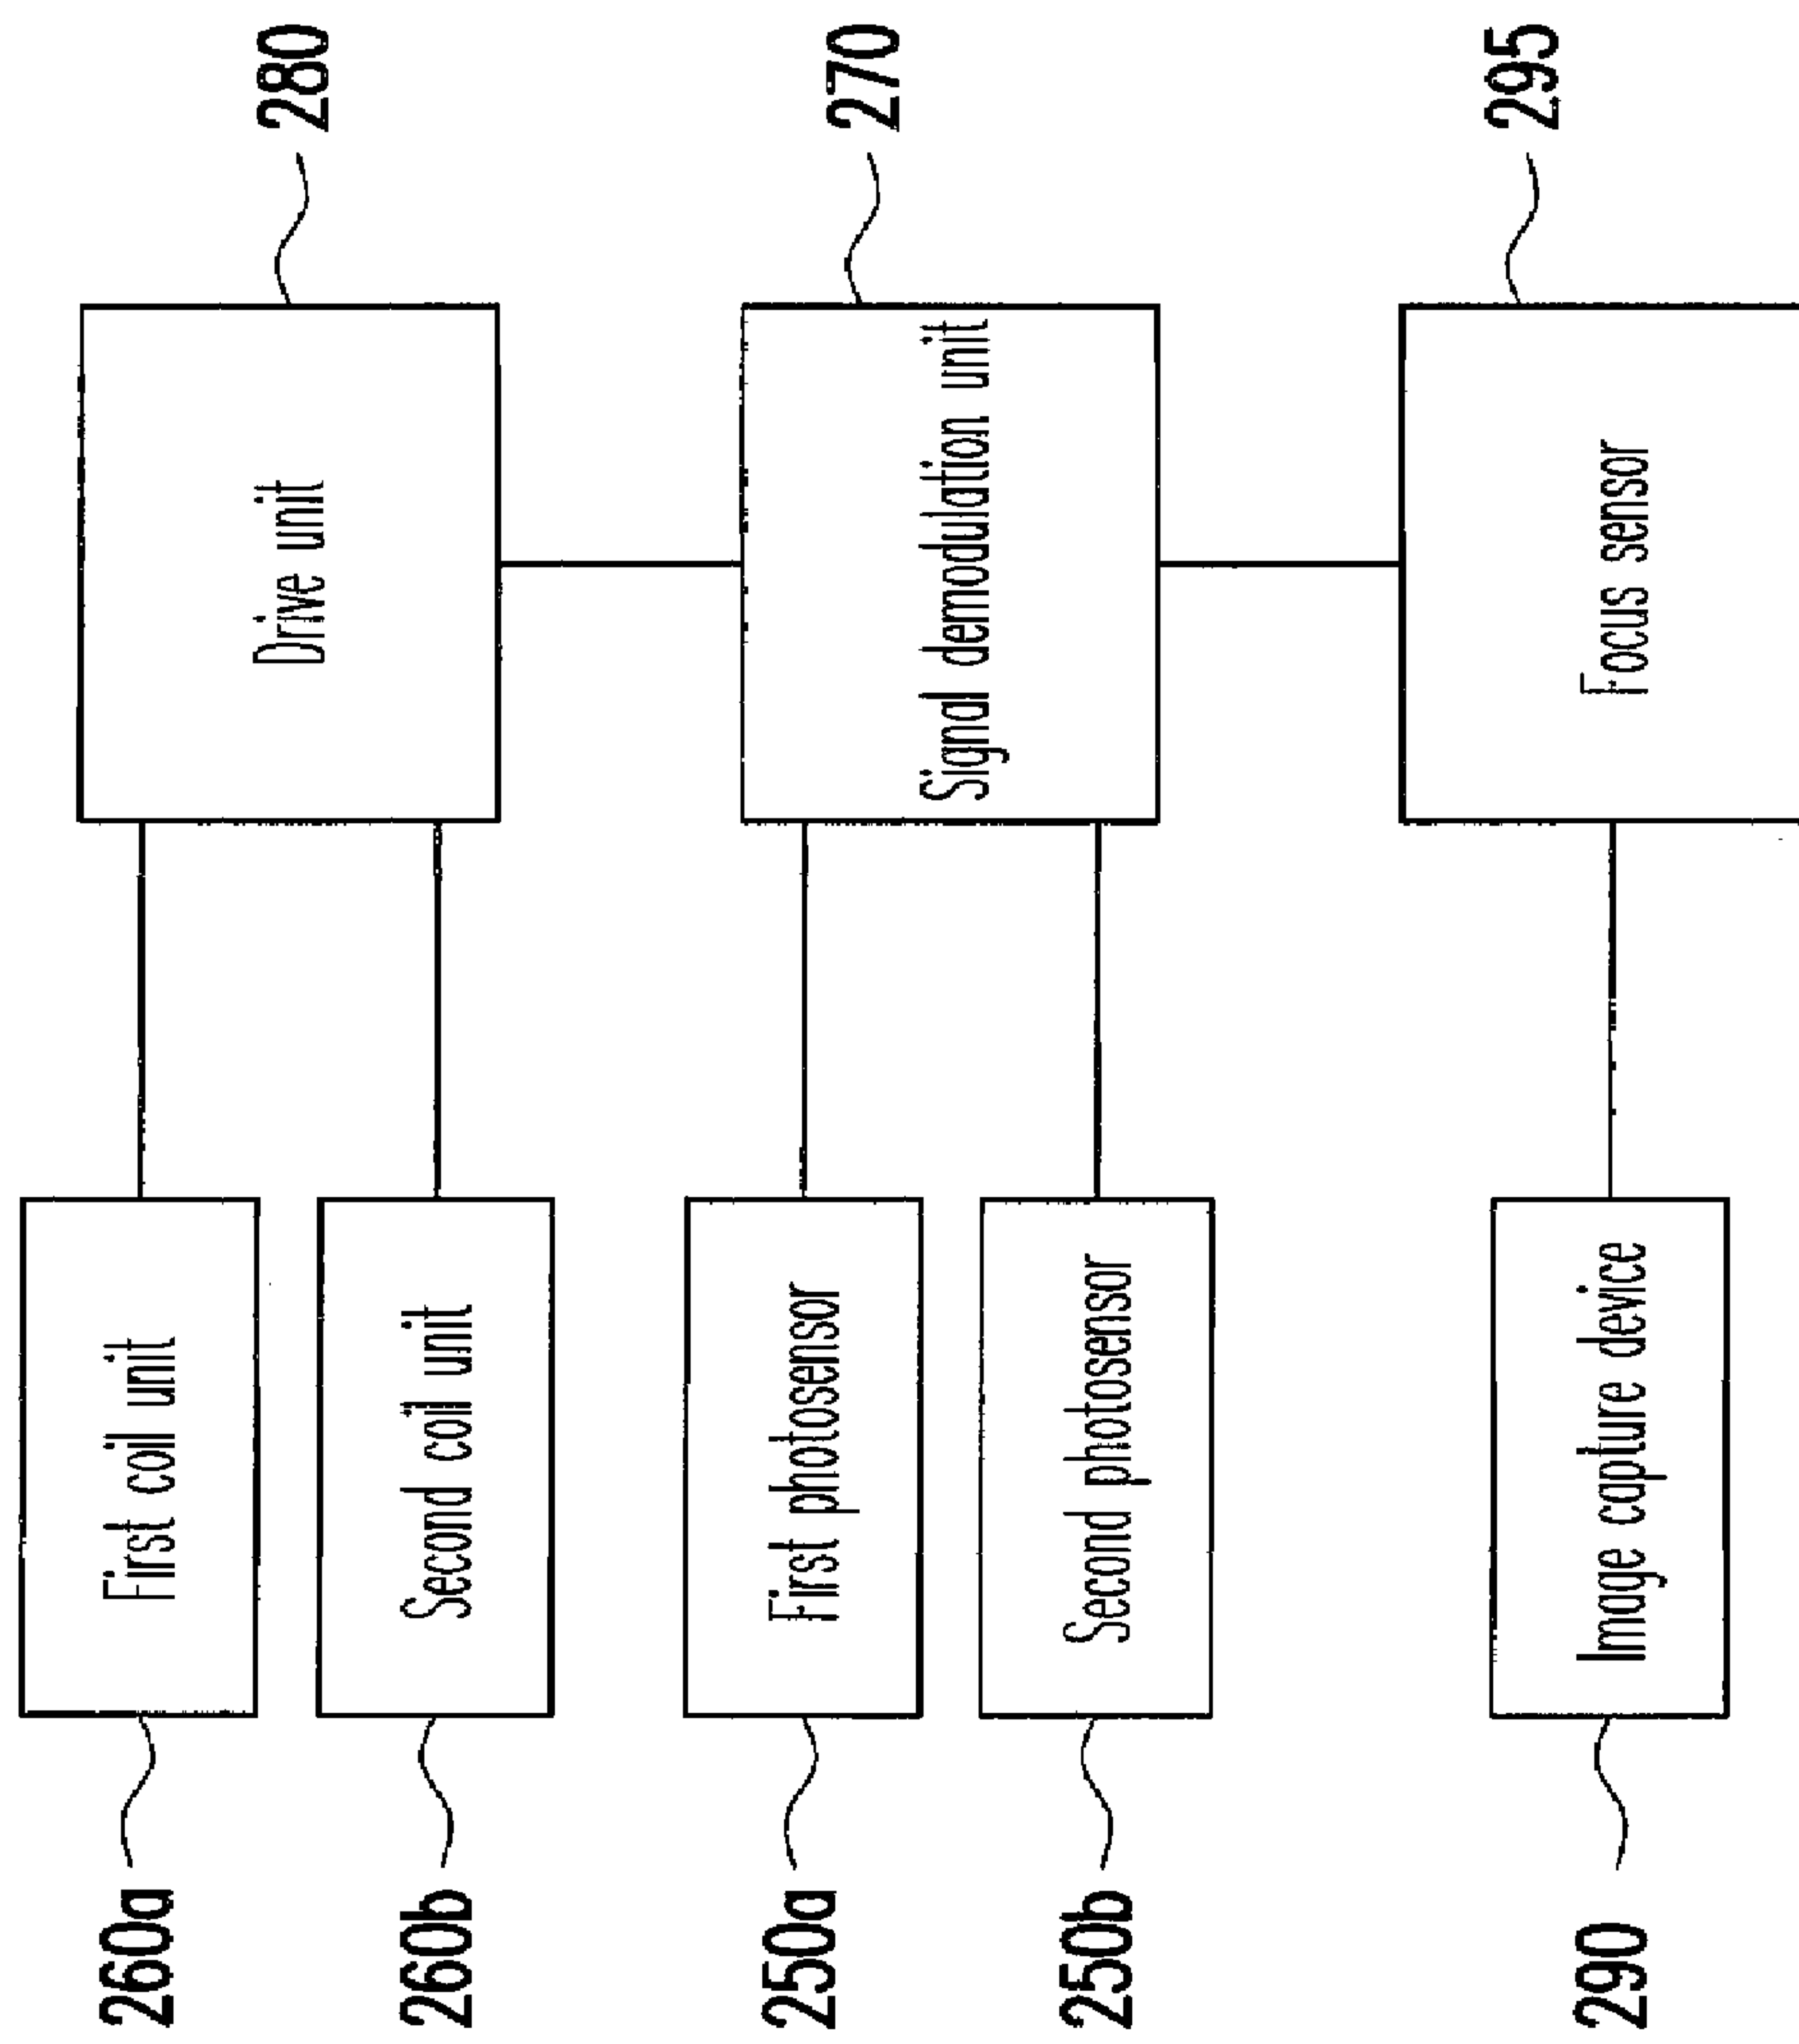 260a
First coil unit
Drive unit
280
260b
Second coil unit
250a
First photosensor
Signal demodulation unit
270
250b
Second photosensor
290
Image capture device
Focus sensor
295